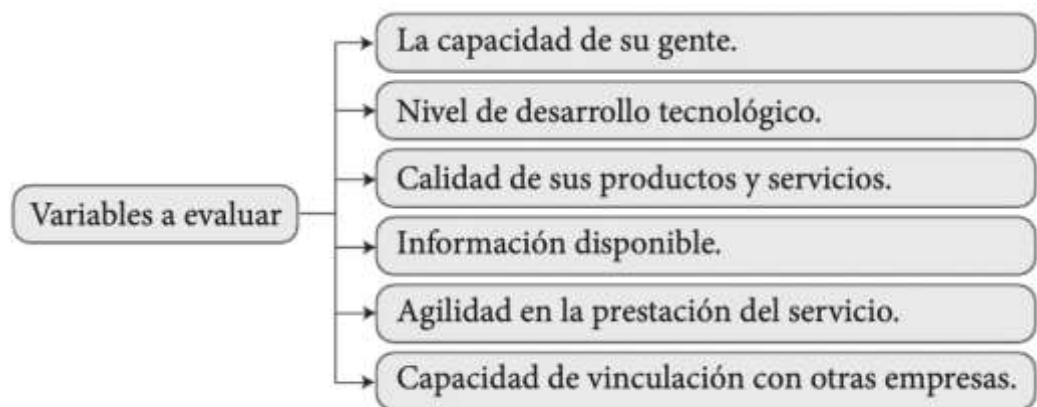 Variables a evaluar
La capacidad de su gente.
Nivel de desarrollo tecnológico.
Calidad de sus productos y servicios.
Información disponible.
Agilidad en la prestación del servicio.
Capacidad de vinculación con otras empresas.